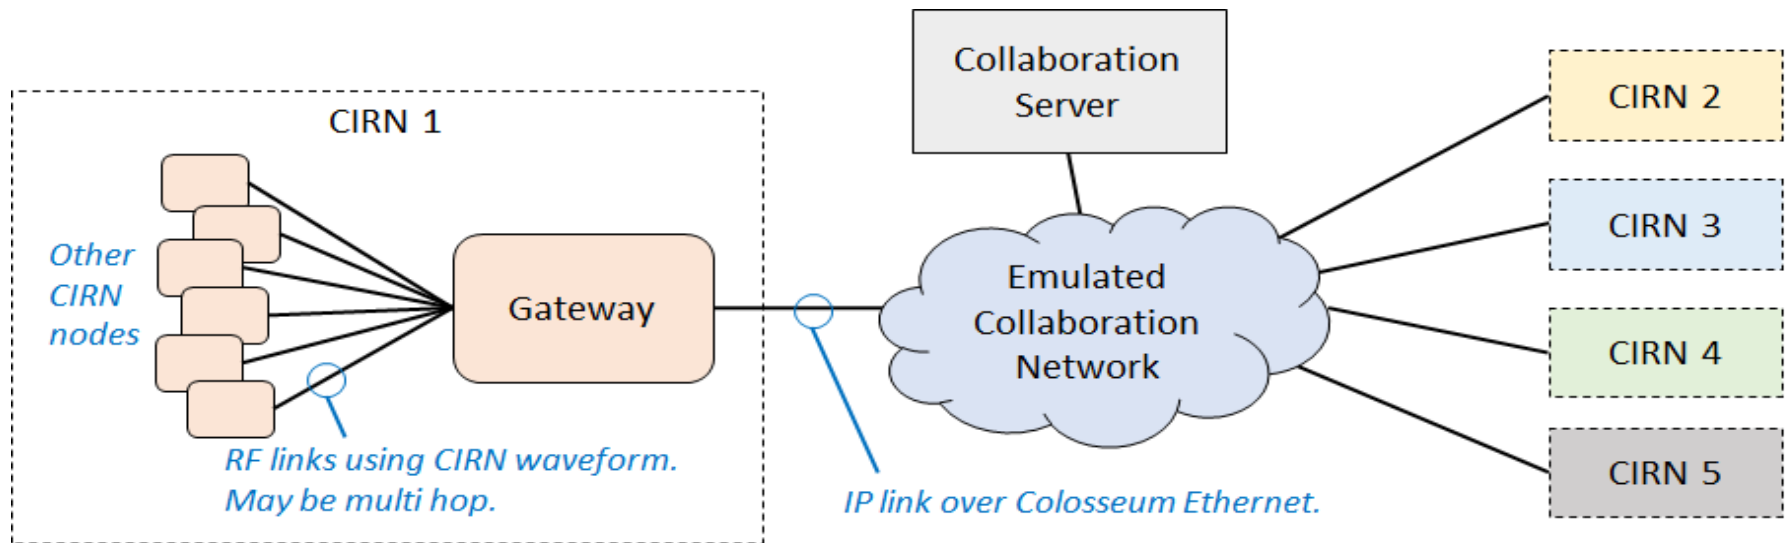 CIRN 1
Other
CIRN
nodes
Gateway
RF links using CIRN waveform.
May be multi hop.
Collaboration
Server
Emulated
Collaboration
Network
IP link over Colosseum Ethernet.
CIRN 2
CIRN 3
CIRN 4
CIRN 5